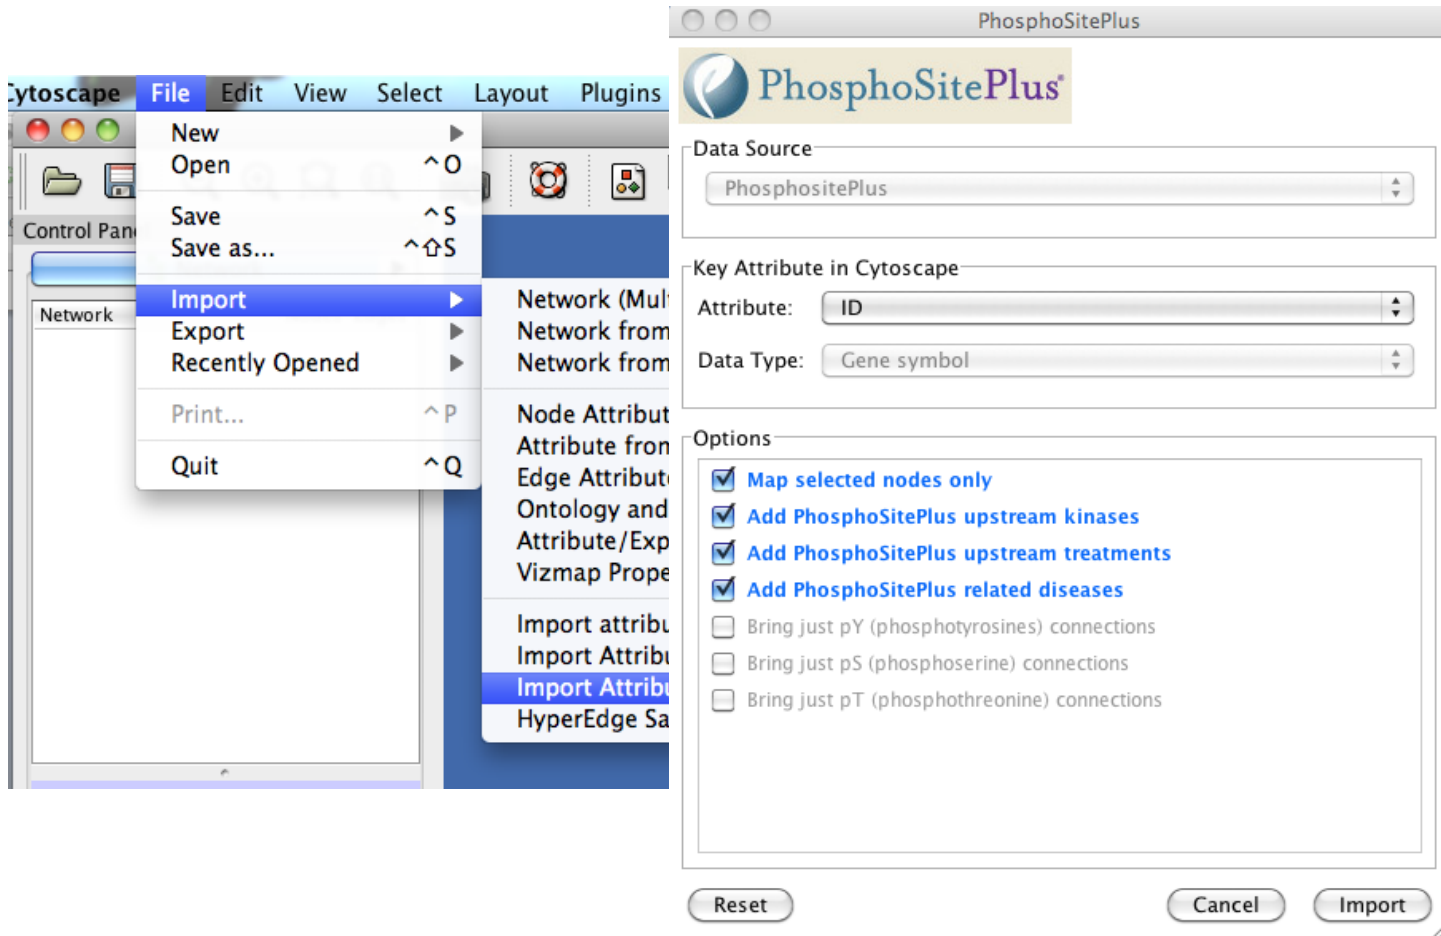 Cytoscape File Edit View Select Layout Plugins
New
Open ^O
Save ^S
Save as... ^⇧S
Import
Export
Recently Opened
Print... ^P
Quit ^Q
Control Pan
Network
Network (Mul
Network from
Network from
Node Attribut
Attribute from
Edge Attribut
Ontology and
Attribute/Exp
Vizmap Prope
Import attribu
Import Attribu
Import Attribu
HyperEdge Sa
PhosphoSitePlus
PhosphoSitePlus®
Data Source
PhosphositePlus
Key Attribute in Cytoscape
Attribute: ID
Data Type: Gene symbol
Options
Map selected nodes only
Add PhosphoSitePlus upstream kinases
Add PhosphoSitePlus upstream treatments
Add PhosphoSitePlus related diseases
Bring just pY (phosphotyrosines) connections
Bring just pS (phosphoserine) connections
Bring just pT (phosphothreonine) connections
Reset Cancel Import